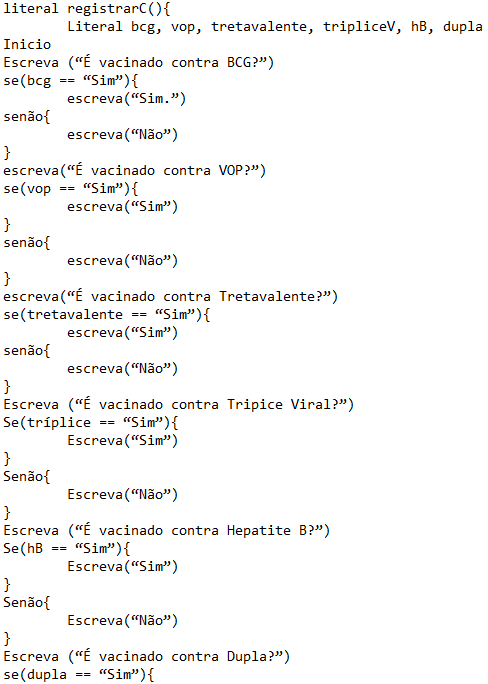 literal registrarC(){
        Literal bcg, vop, tretavalente, tripliceV, hB, dupla
Inicio
Escreva (“É vacinado contra BCG?”)
se(bcg == “Sim”){
        escreva(“Sim.”)
senão{
        escreva(“Não”)
}
escreva(“É vacinado contra VOP?”)
se(vop == “Sim”){
        escreva(“Sim”)
}
senão{
        escreva(“Não”)
}
escreva(“É vacinado contra Tretavalente?”)
se(tretavalente == “Sim”){
        escreva(“Sim”)
senão{
        escreva(“Não”)
}
Escreva (“É vacinado contra Tripice Viral?”)
Se(tríplice == “Sim”){
        Escreva(“Sim”)
}
Senão{
        Escreva(“Não”)
}
Escreva (“É vacinado contra Hepatite B?”)
Se(hB == “Sim”){
        Escreva(“Sim”)
}
Senão{
        Escreva(“Não”)
}
Escreva (“É vacinado contra Dupla?”)
se(dupla == “Sim”){